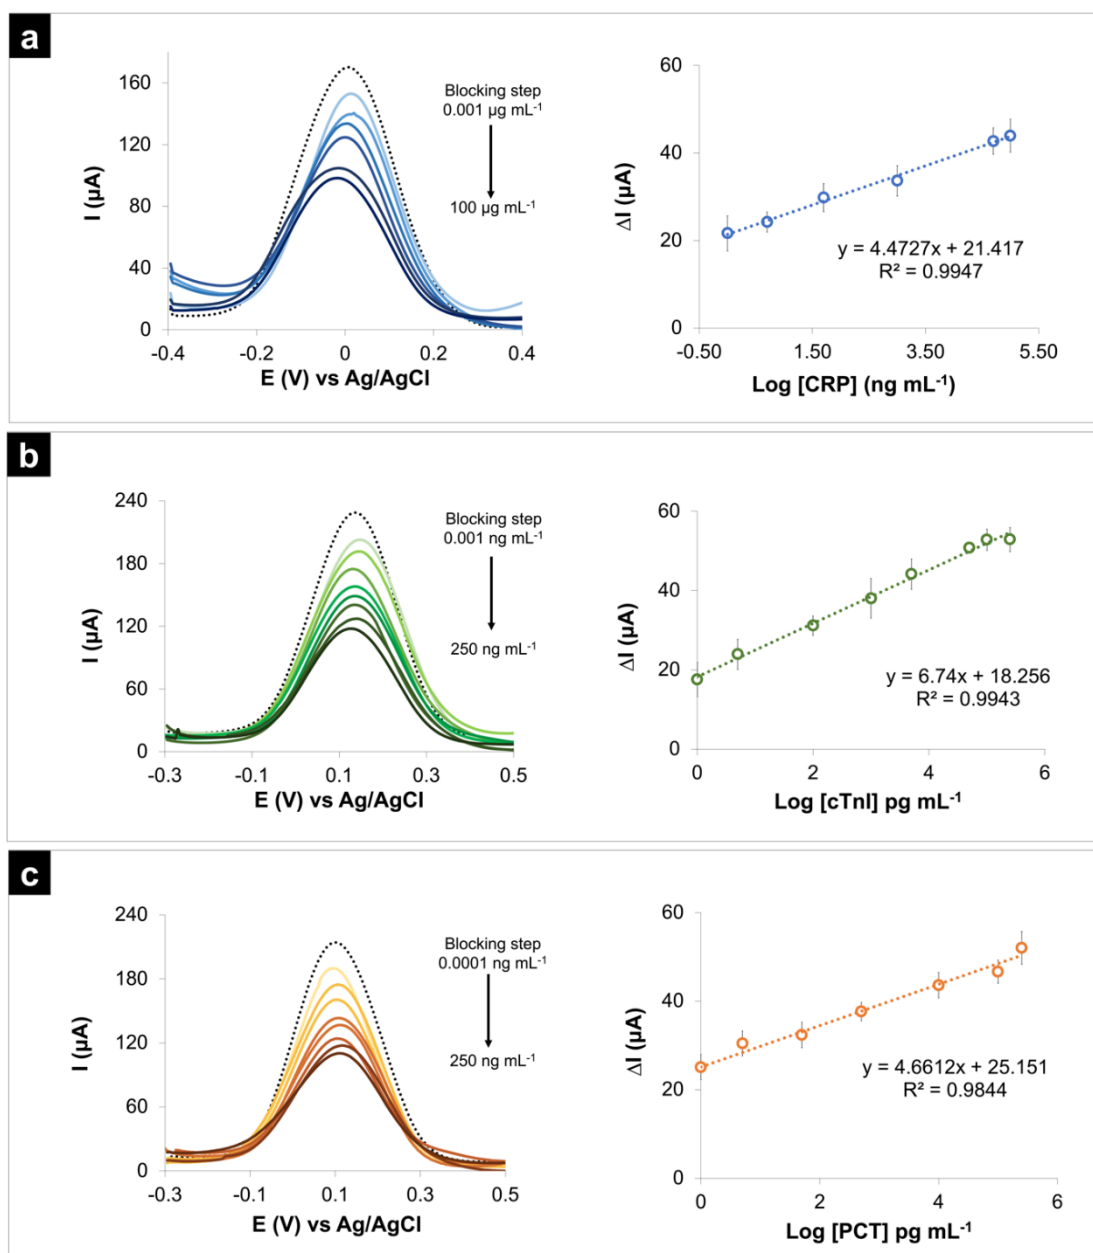 a
160
120
80
40
0
-0.4
-0.2
0
0.2
0.4
I (µA)
E (V) vs Ag/AgCl
Blocking step
0.001 µg mL⁻¹
100 µg mL⁻¹
60
40
20
0
-0.50
1.50
3.50
5.50
ΔI (µA)
Log [CRP] (ng mL⁻¹)
y = 4.4727x + 21.417
R² = 0.9947
b
240
180
120
60
0
-0.3
-0.1
0.1
0.3
0.5
I (µA)
E (V) vs Ag/AgCl
Blocking step
0.001 ng mL⁻¹
250 ng mL⁻¹
60
40
20
0
0
2
4
6
ΔI (µA)
Log [cTnI] pg mL⁻¹
y = 6.74x + 18.256
R² = 0.9943
c
240
180
120
60
0
-0.3
-0.1
0.1
0.3
0.5
I (µA)
E (V) vs Ag/AgCl
Blocking step
0.0001 ng mL⁻¹
250 ng mL⁻¹
60
40
20
0
0
2
4
6
ΔI (µA)
Log [PCT] pg mL⁻¹
y = 4.6612x + 25.151
R² = 0.9844